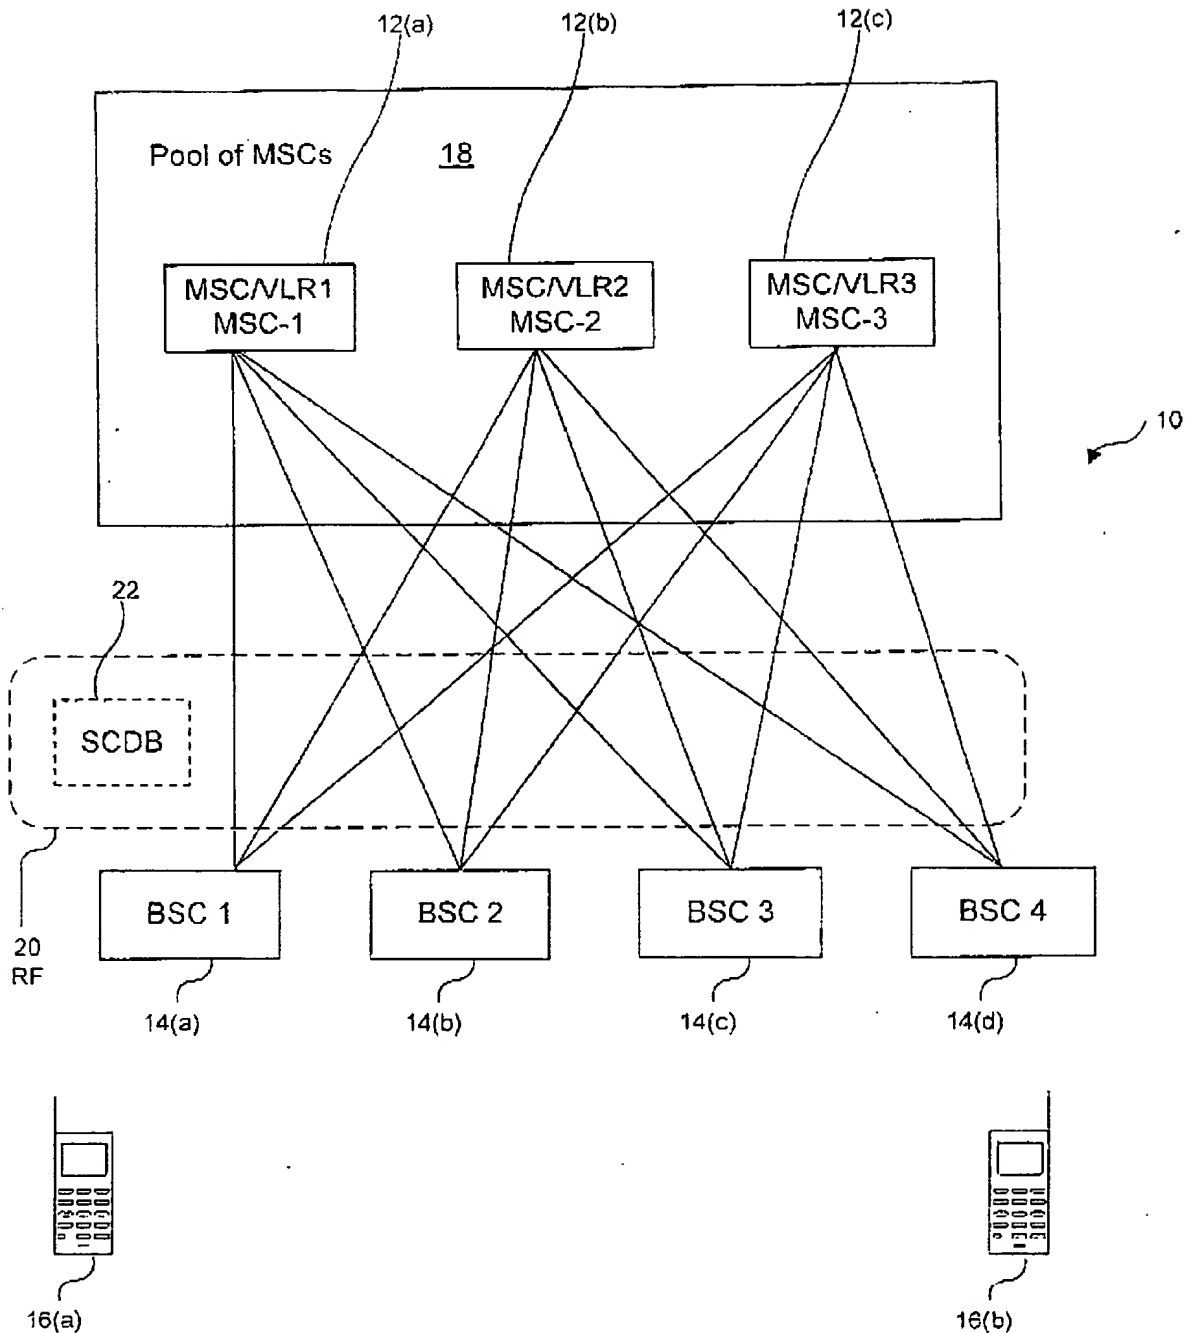 12(a)
12(b)
12(c)
Pool of MSCs
18
MSC/VLR1
MSC-1
MSC/VLR2
MSC-2
MSC/VLR3
MSC-3
10
22
SCDB
BSC 1
BSC 2
BSC 3
BSC 4
20
RF
14(a)
14(b)
14(c)
14(d)
16(a)
16(b)